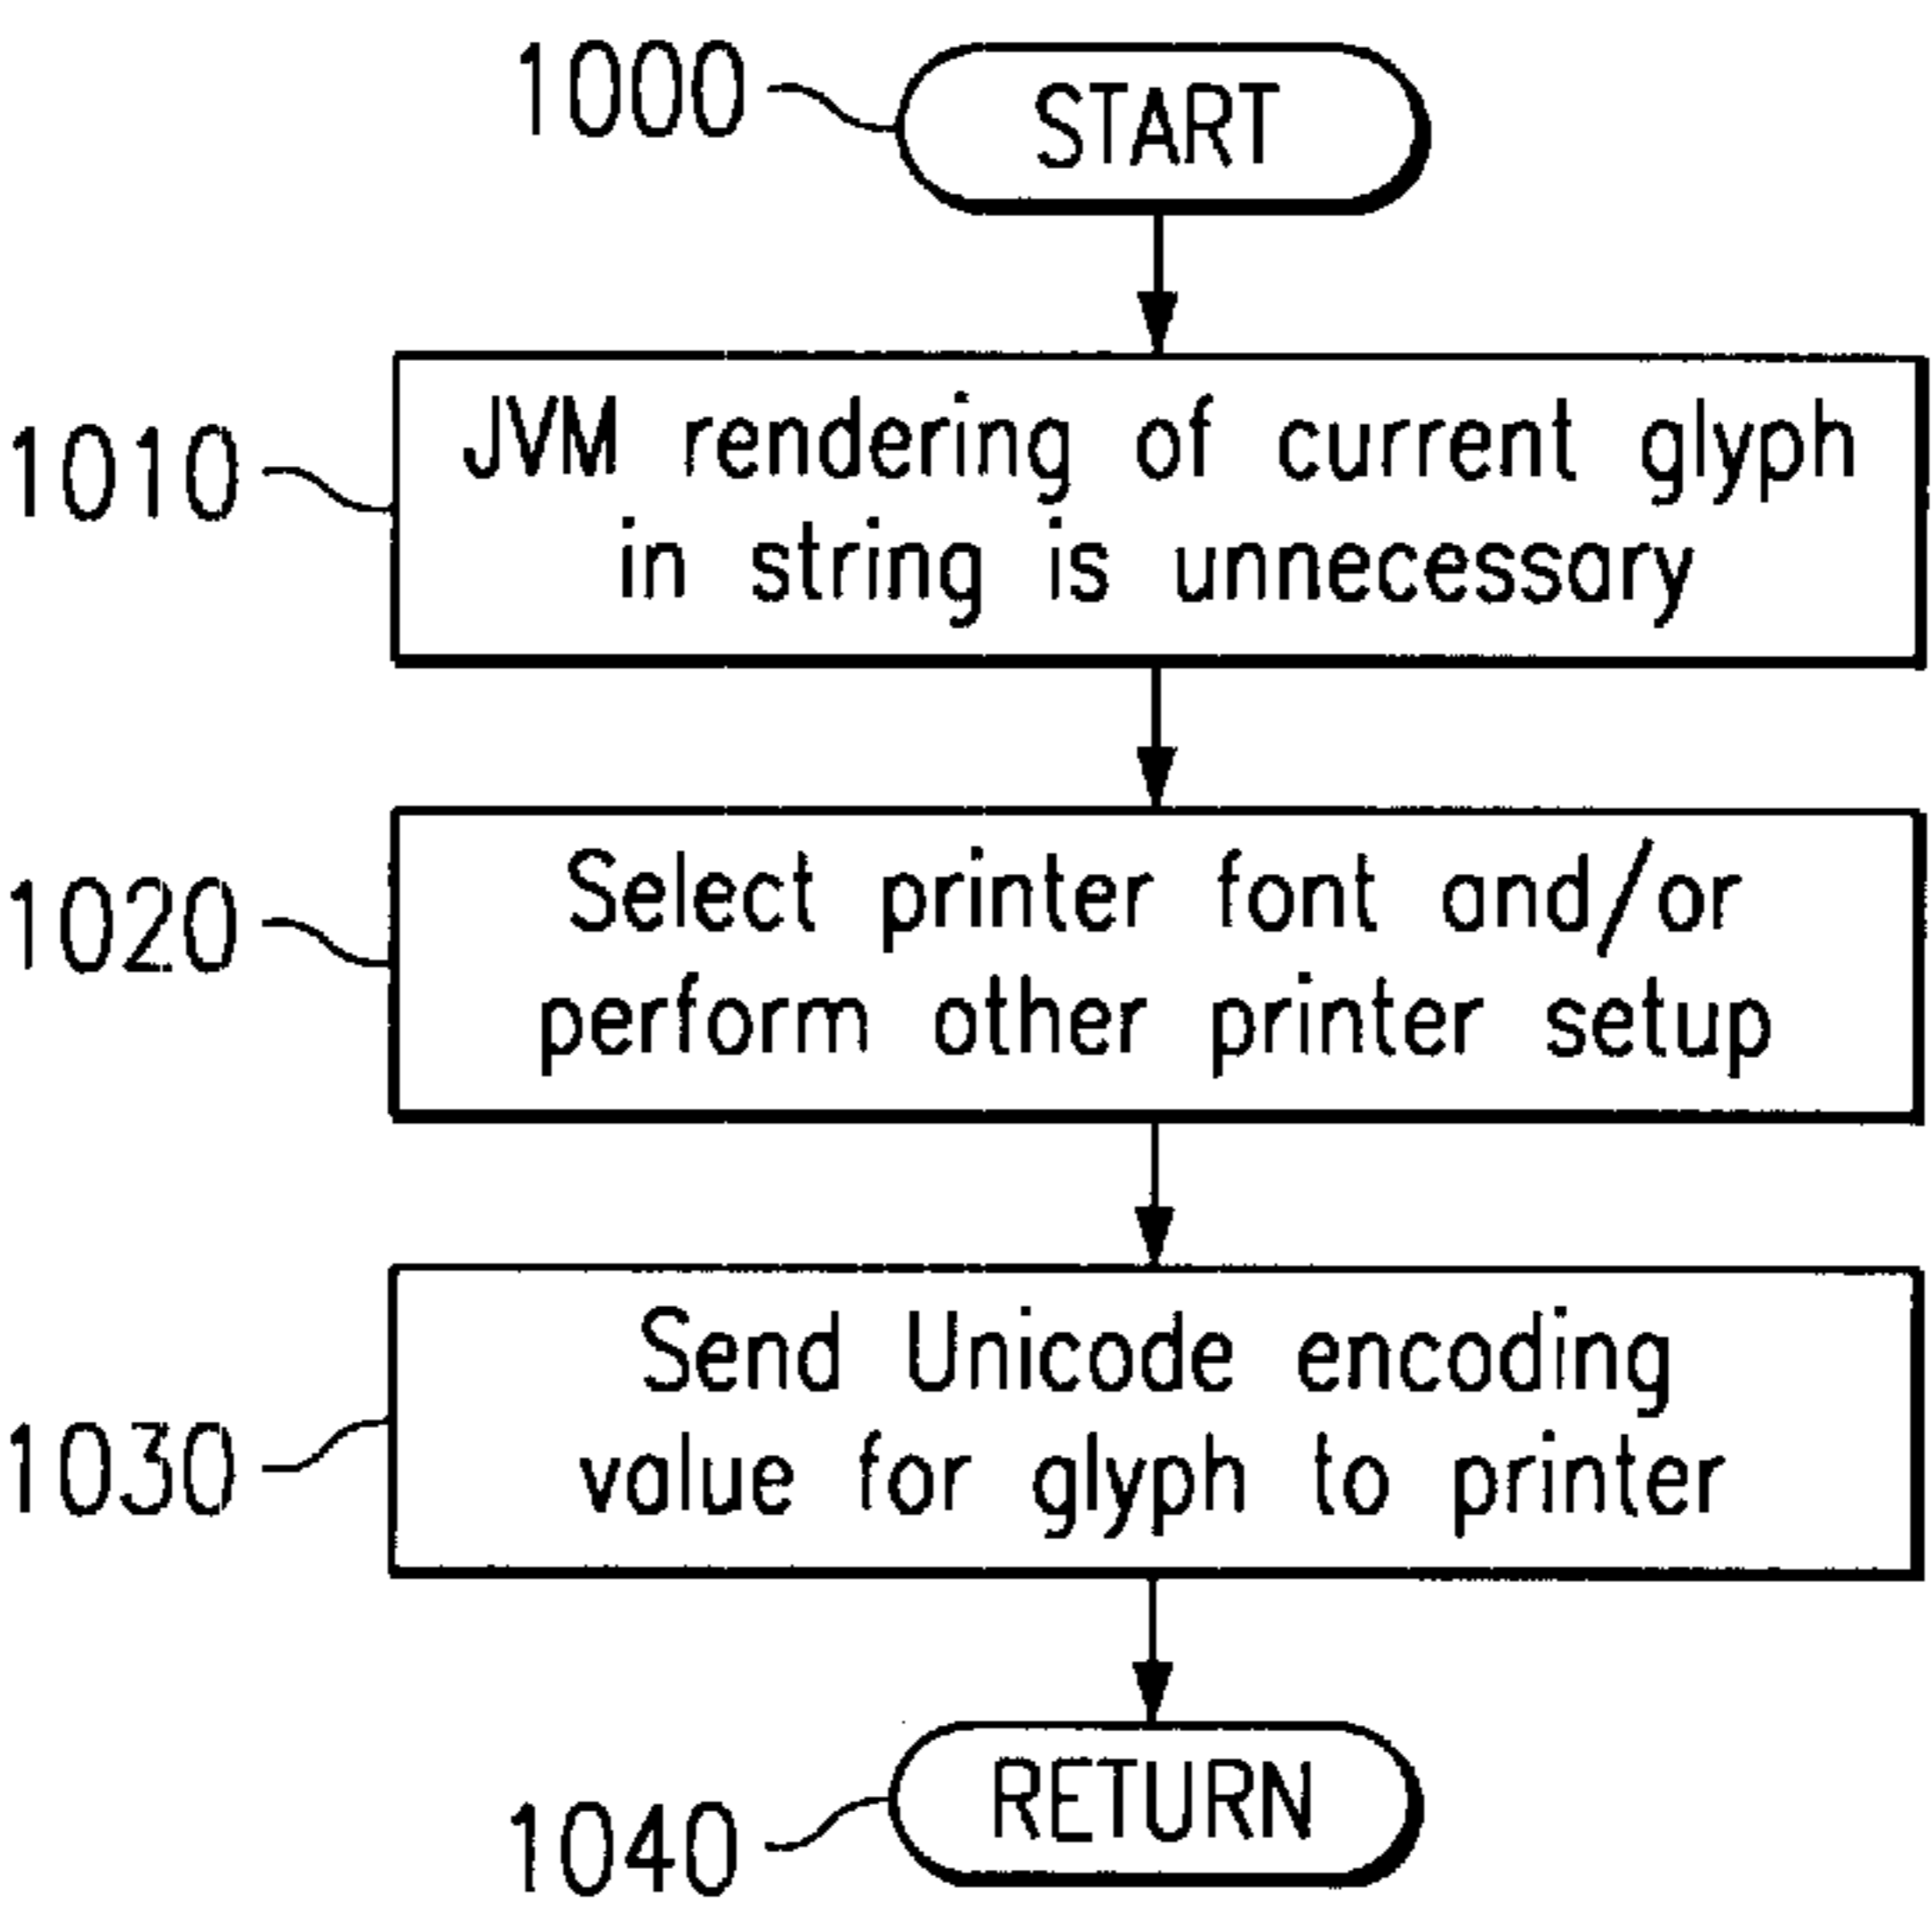 1000 START
1010 JVM rendering of current glyph
in string is unnecessary
1020 Select printer font and/or
perform other printer setup
1030 Send Unicode encoding
value for glyph to printer
1040 RETURN